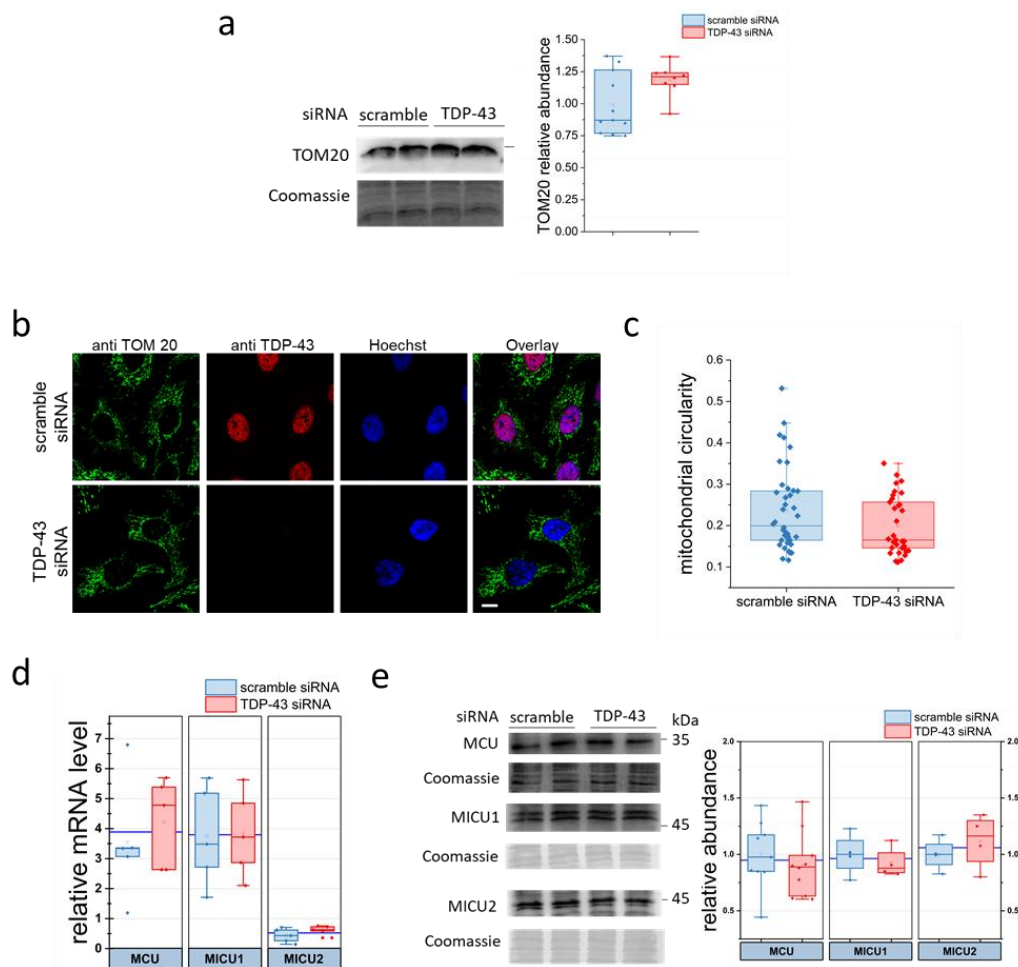 a
scramble siRNA
TDP-43 siRNA
siRNA scramble TDP-43
TOM20
Coomassie
TOM20 relative abundance
1.50
1.25
1.00
0.75
0.50
0.25
0.00
b
anti TOM 20 anti TDP-43 Hoechst Overlay
scramble siRNA
TDP-43 siRNA
c
mitochondrial circularity
0.6
0.5
0.4
0.3
0.2
0.1
scramble siRNA TDP-43 siRNA
d
scramble siRNA
TDP-43 siRNA
relative mRNA level
7
6
5
4
3
2
1
0
MCU MICU1 MICU2
e
siRNA scramble TDP-43 kDa
MCU 35
Coomassie
MICU1 45
Coomassie
MICU2 45
Coomassie
scramble siRNA
TDP-43 siRNA
relative abundance
2.0 2.0
1.5 1.5
1.0 1.0
0.5 0.5
MCU MICU1 MICU2